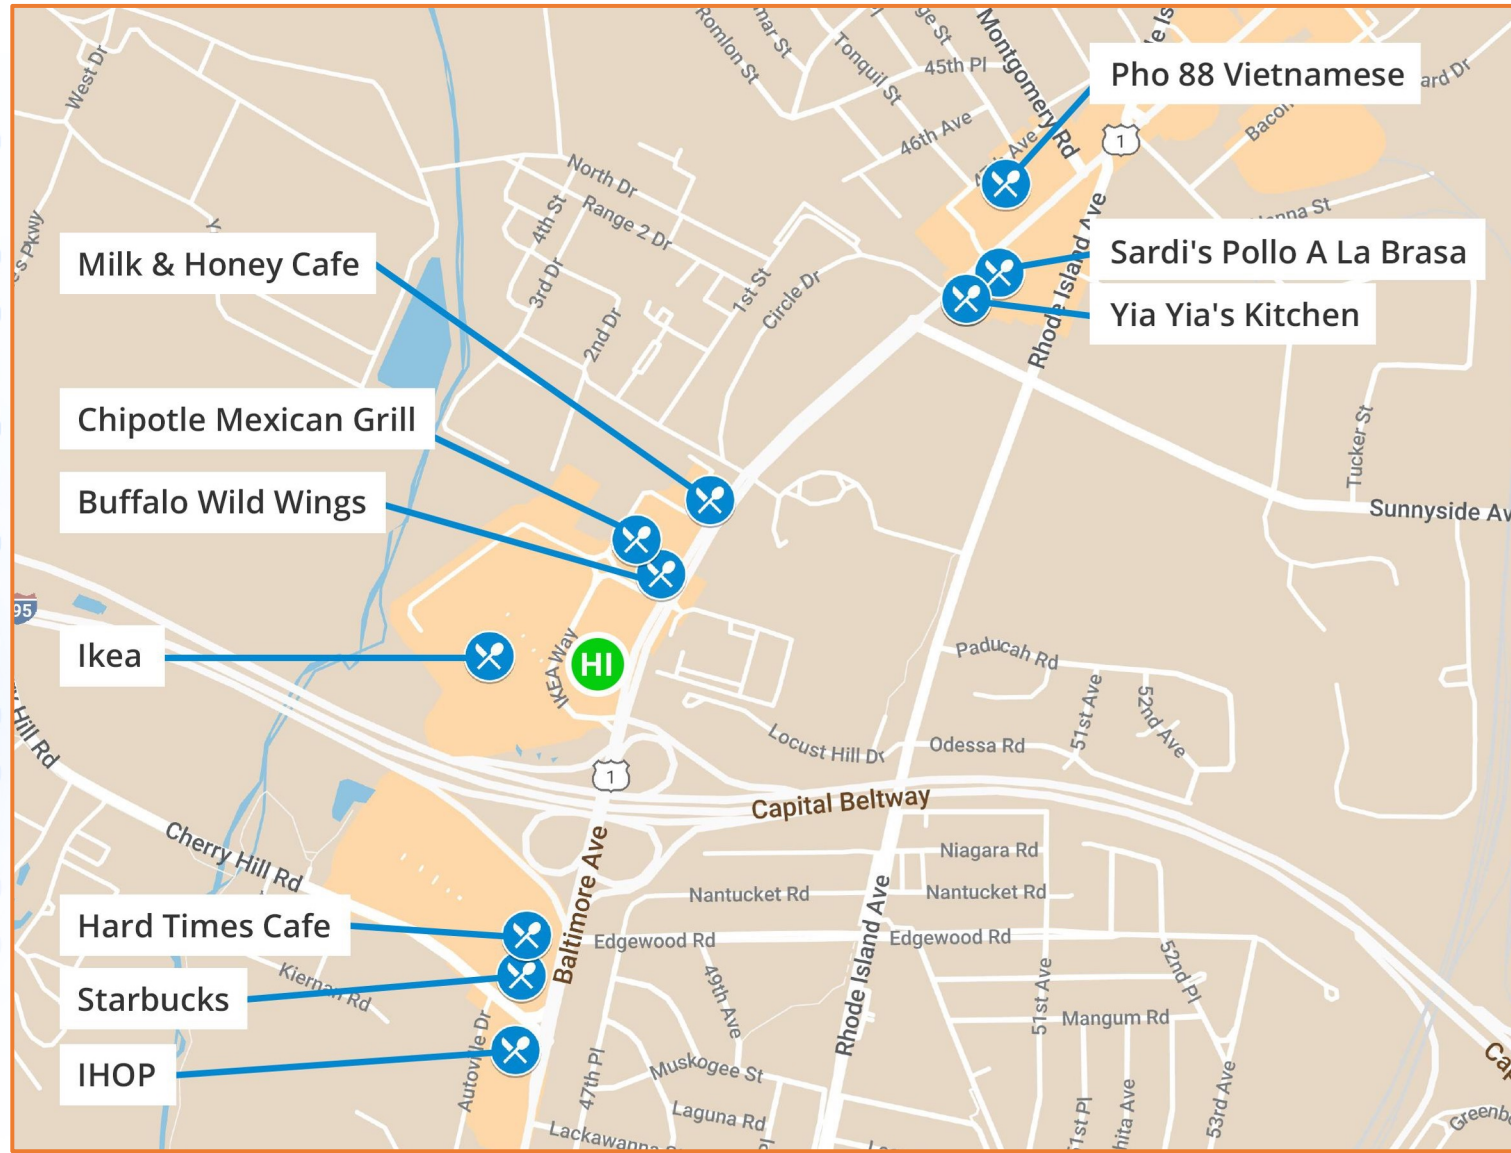 Romlon St
Tonquil St
45th Pl
Montgomery Rd
Pho 88 Vietnamese
West Dr
46th Ave
1
North Dr
Range 2 Dr
4th St
Sardi's Pollo A La Brasa
Milk & Honey Cafe
3rd Dr
1st St
Circle Dr
Yia Yia's Kitchen
2nd Dr
Rhode Island Ave
Chipotle Mexican Grill
Tucker St
Buffalo Wild Wings
Sunnyside Av
95
Ikea
IKEA Way
HI
Paducah Rd
51st Ave
52nd Ave
Hill Rd
Locust Hill Dr
Odessa Rd
1
Capital Beltway
Cherry Hill Rd
Baltimore Ave
Niagara Rd
Nantucket Rd
Nantucket Rd
Hard Times Cafe
Edgewood Rd
Edgewood Rd
Rhode Island Ave
Kiernan Rd
Starbucks
49th Ave
51st Ave
52nd Pl
Mangum Rd
Autoville Dr
IHOP
47th Pl
Muskogee St
Laguna Rd
Lackawanna
51st Pl
53rd Ave